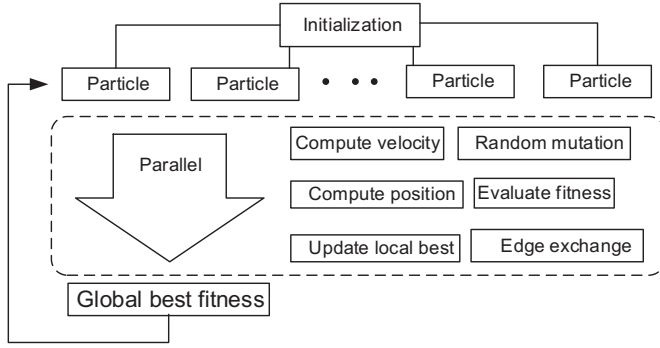 Initialization
Particle
Particle
Particle
Particle
Parallel
Compute velocity
Random mutation
Compute position
Evaluate fitness
Update local best
Edge exchange
Global best fitness